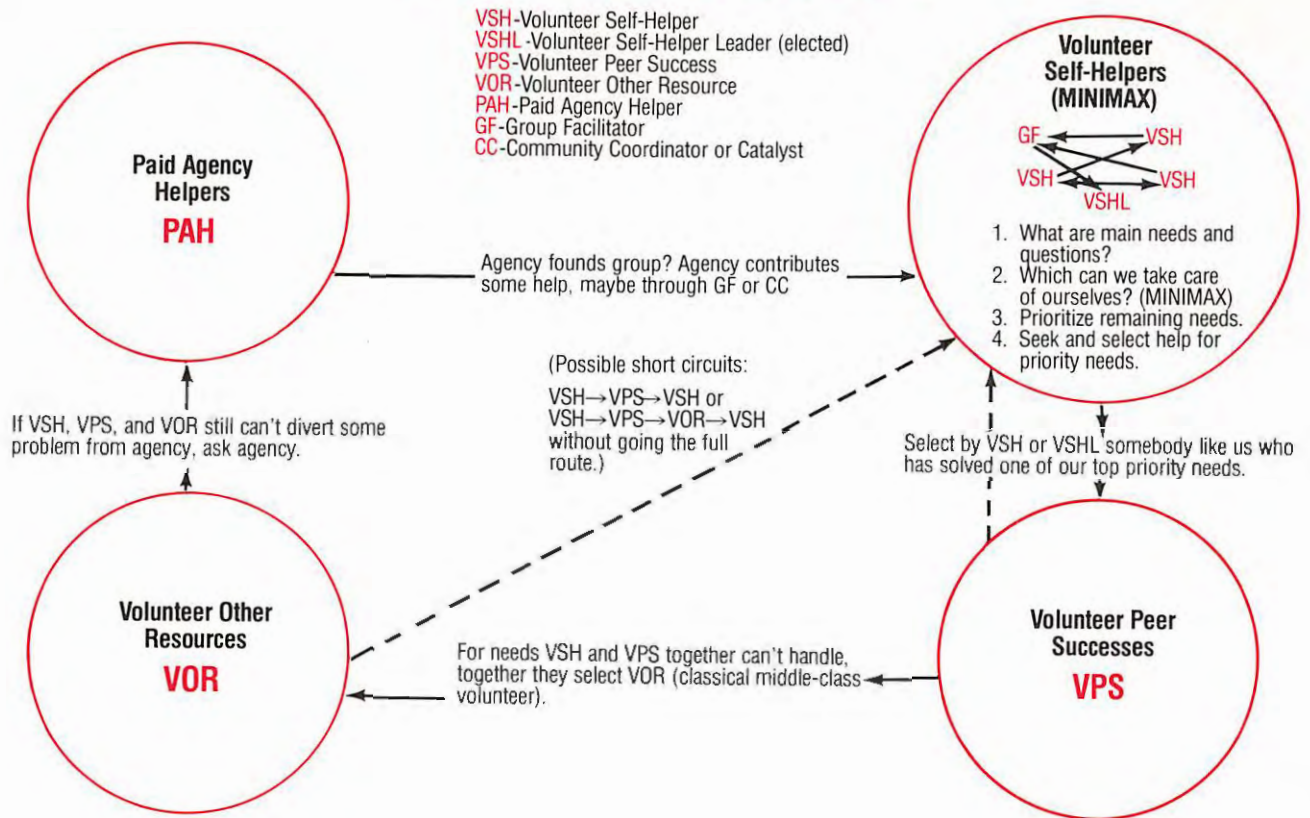 VSH-Volunteer Self-Helper
VSHL-Volunteer Self-Helper Leader (elected)
VPS-Volunteer Peer Success
VOR-Volunteer Other Resource
PAH-Paid Agency Helper
GF-Group Facilitator
CC-Community Coordinator or Catalyst
Paid Agency
Helpers
PAH
Volunteer
Self-Helpers
(MINIMAX)
GF VSH
VSH VSH
VSHL
1. What are main needs and
questions?
2. Which can we take care
of ourselves? (MINIMAX)
3. Prioritize remaining needs.
4. Seek and select help for
priority needs.
Agency founds group? Agency contributes
some help, maybe through GF or CC
(Possible short circuits:
VSH→VPS→VSH or
VSH→VPS→VOR→VSH
without going the full
route.)
If VSH, VPS, and VOR still can't divert some
problem from agency, ask agency.
Select by VSH or VSHL somebody like us who
has solved one of our top priority needs.
Volunteer Other
Resources
VOR
For needs VSH and VPS together can't handle,
together they select VOR (classical middle-class
volunteer).
Volunteer Peer
Successes
VPS